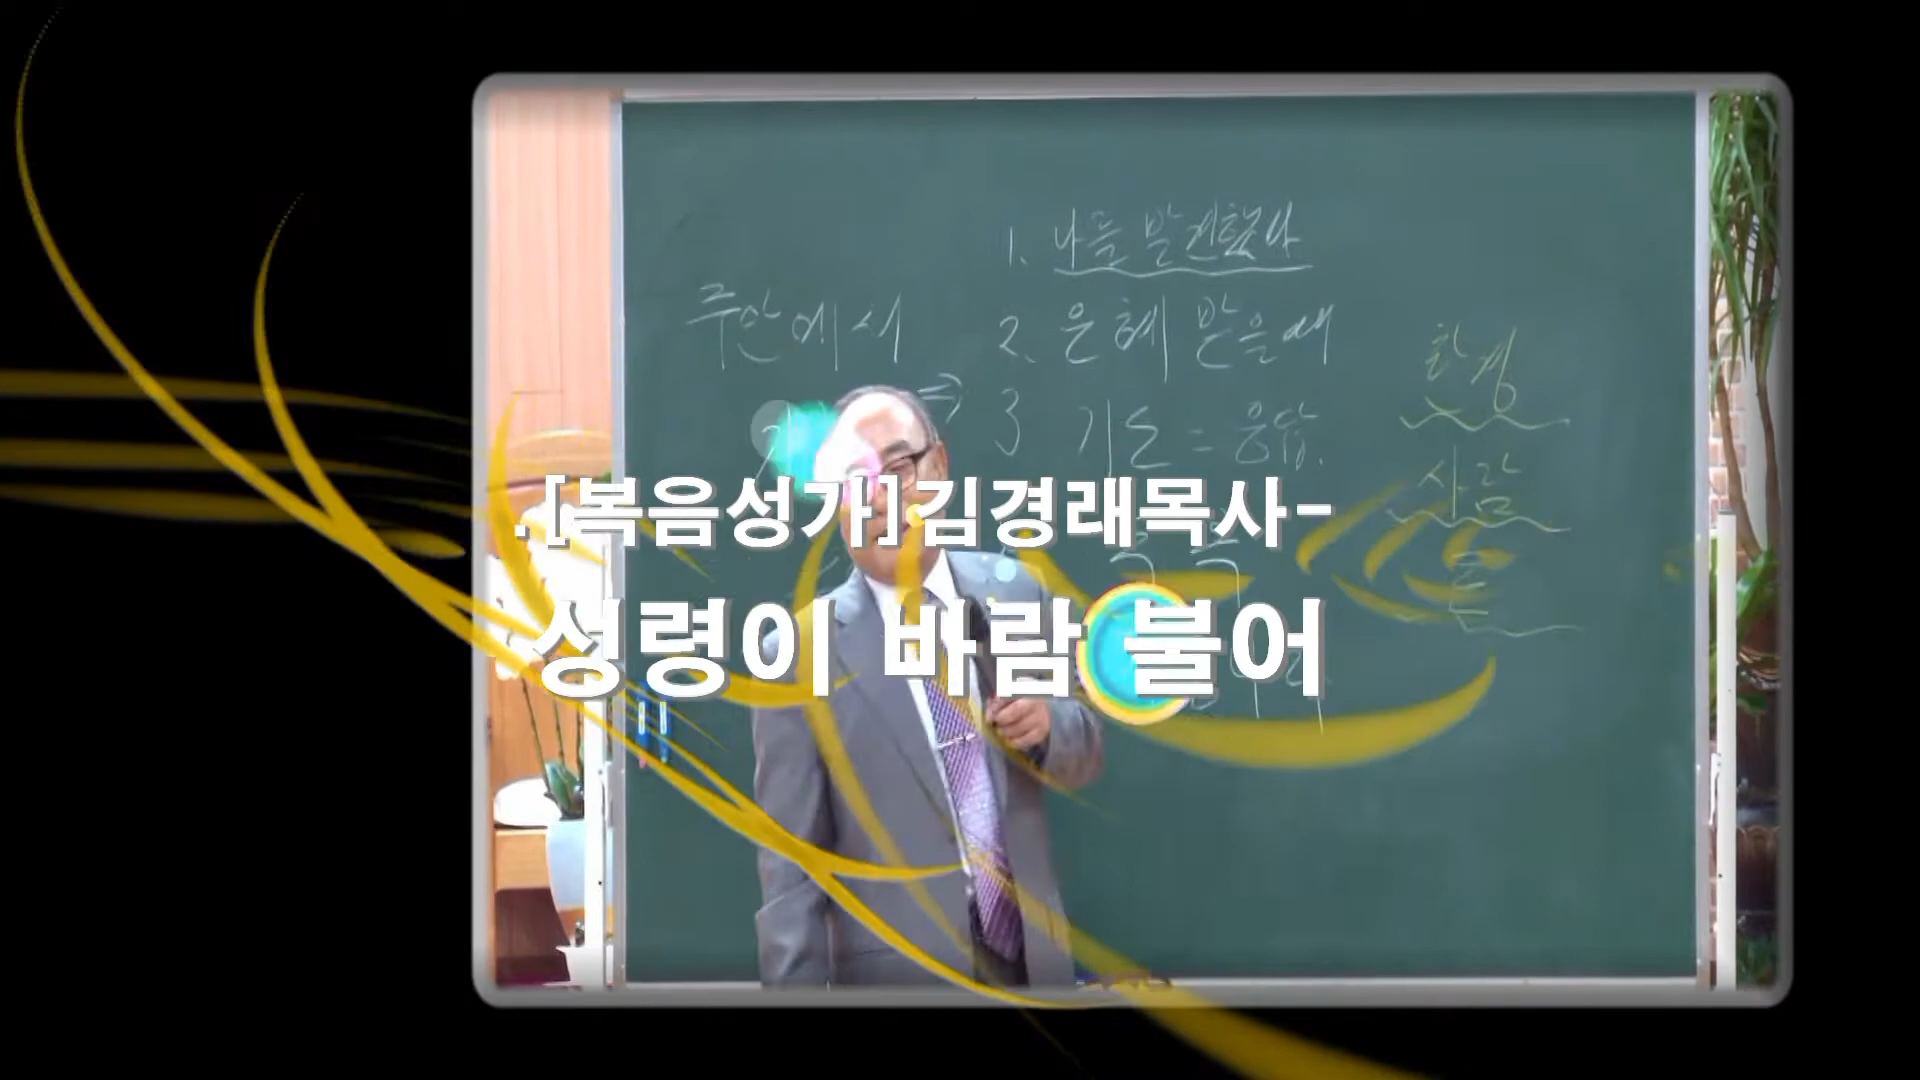 1. 나를 발견했다
주안에서
2. 은혜 받을때
⇒ 3 기도 = 응답.
환경
사람
돈
.[복음성가]김경래목사-
성령이 바람 불어